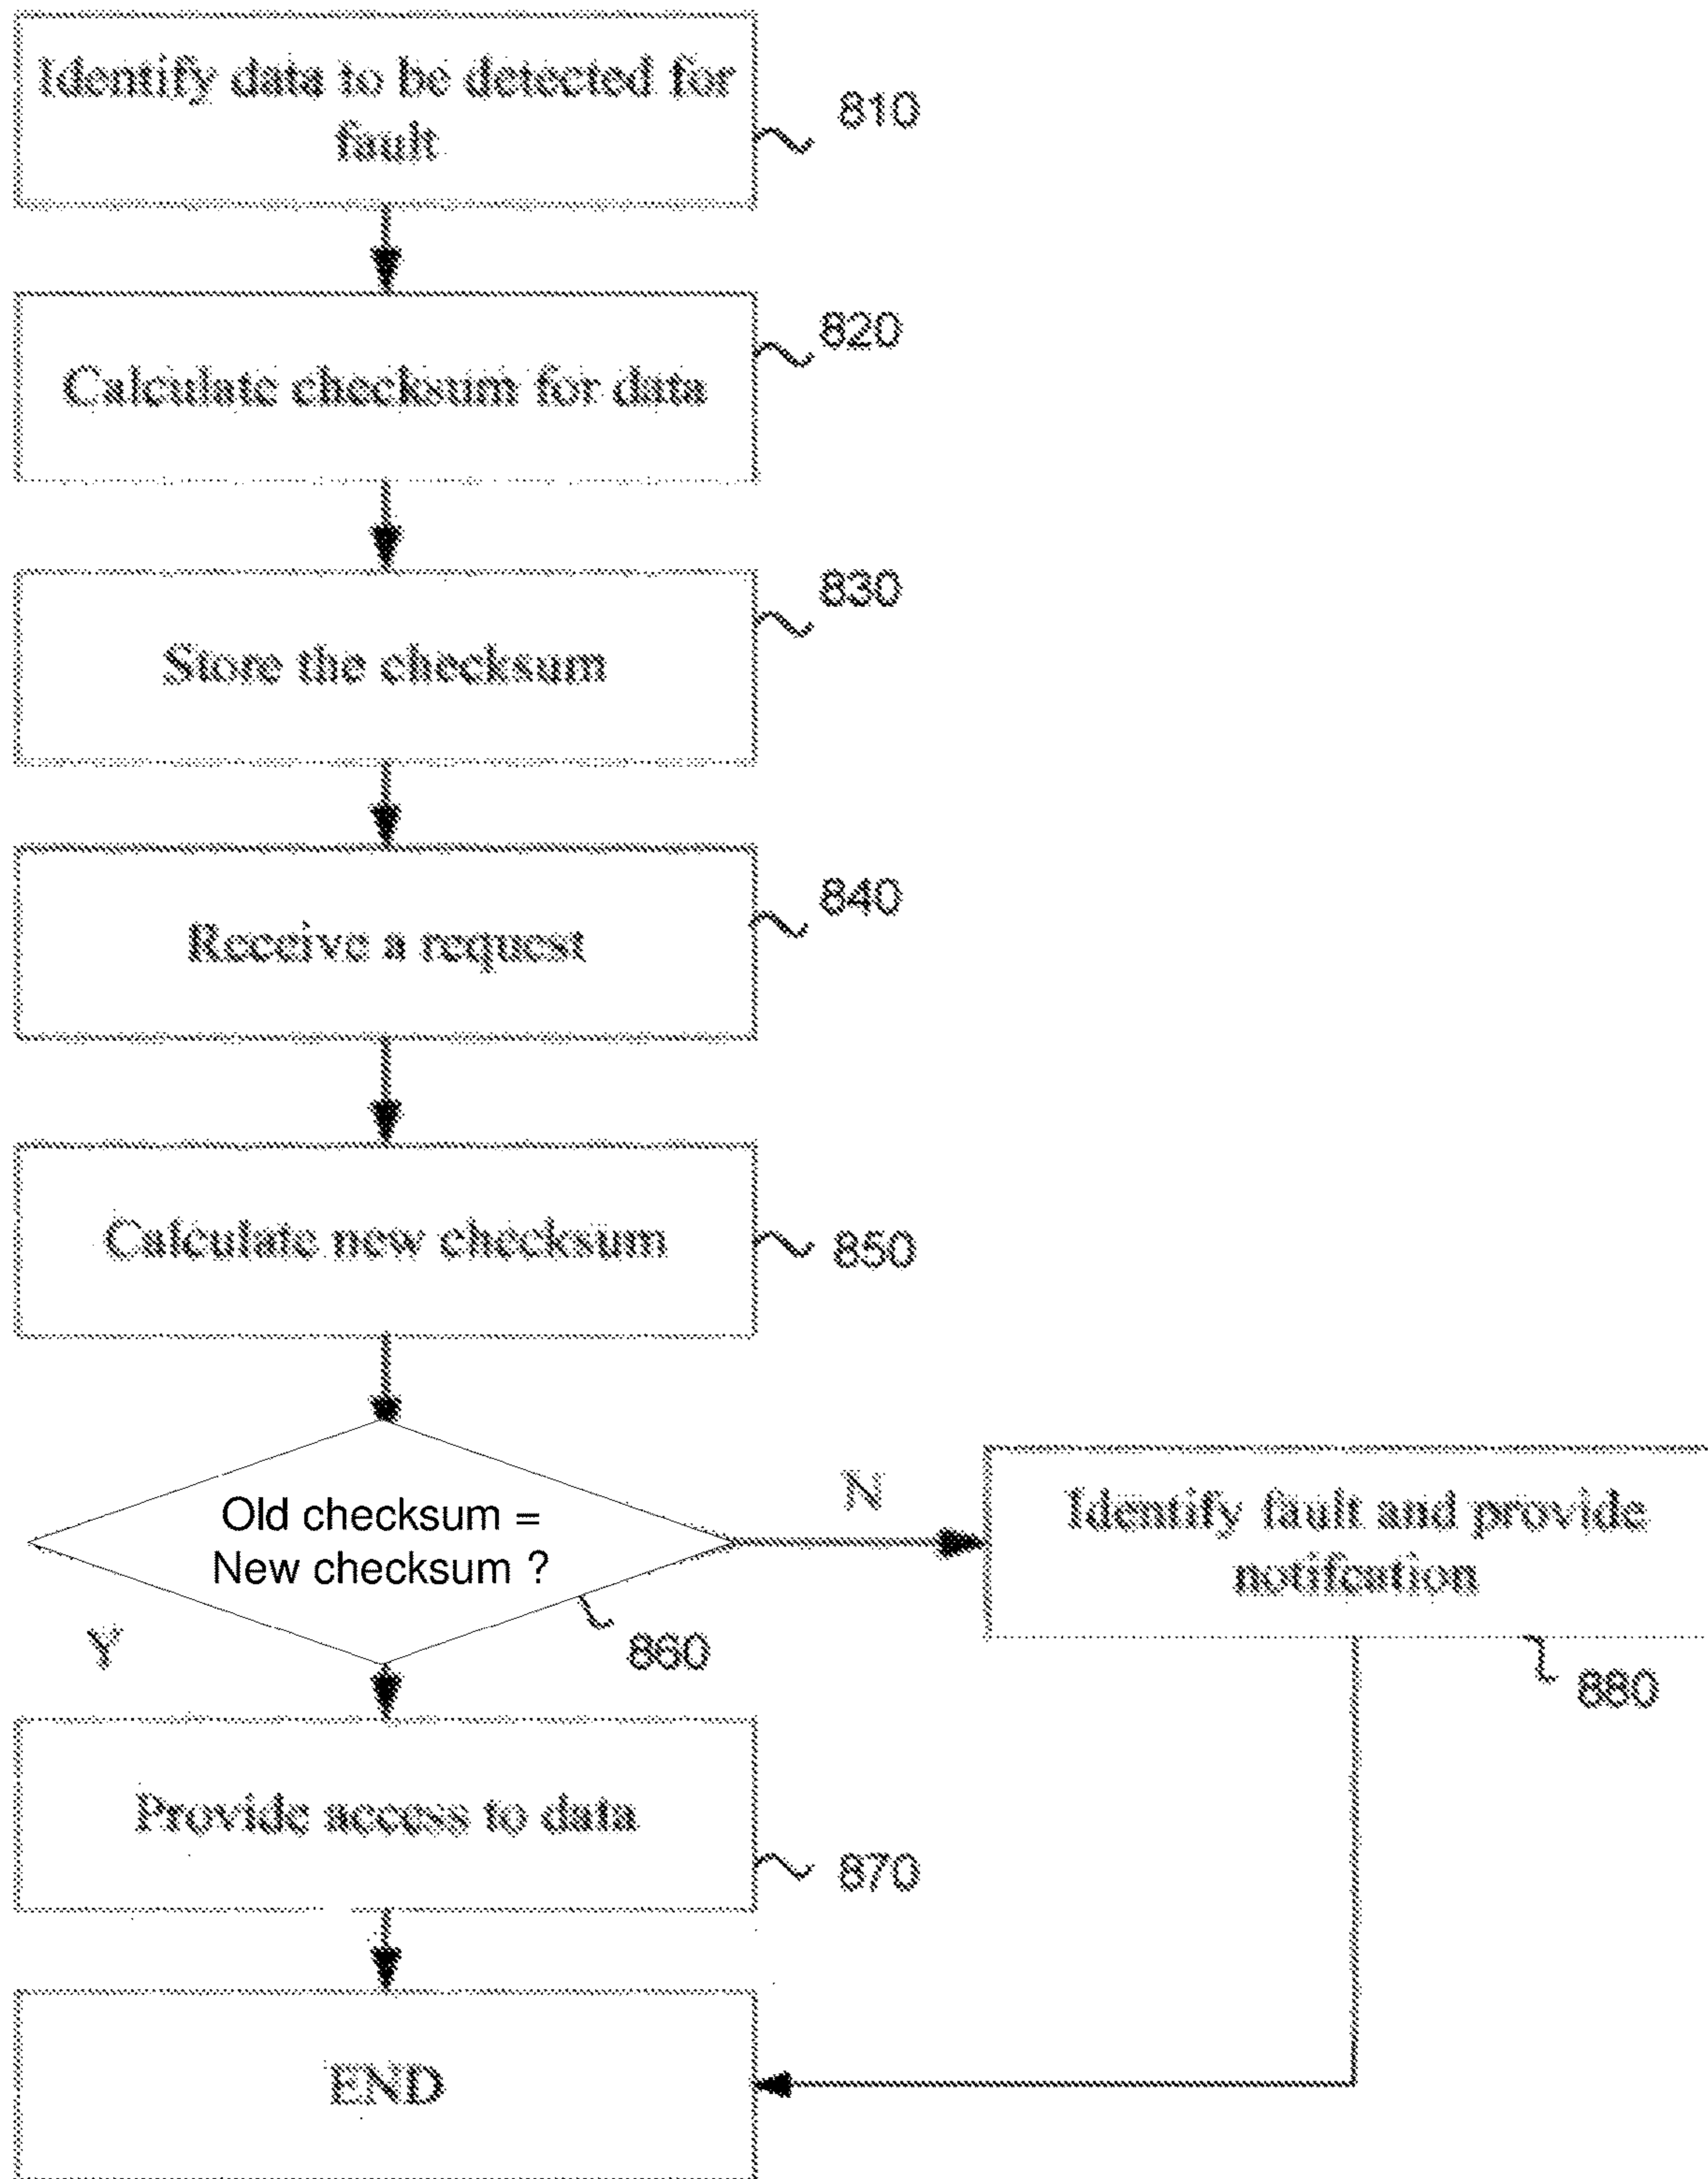 Identify data to be detected for
fault
810
Calculate checksum for data
820
Store the checksum
830
Receive a request
840
Calculate new checksum
850
Old checksum =
New checksum ?
860
N
Identify fault and provide
notifcation
880
Y
Provide access to data
870
END